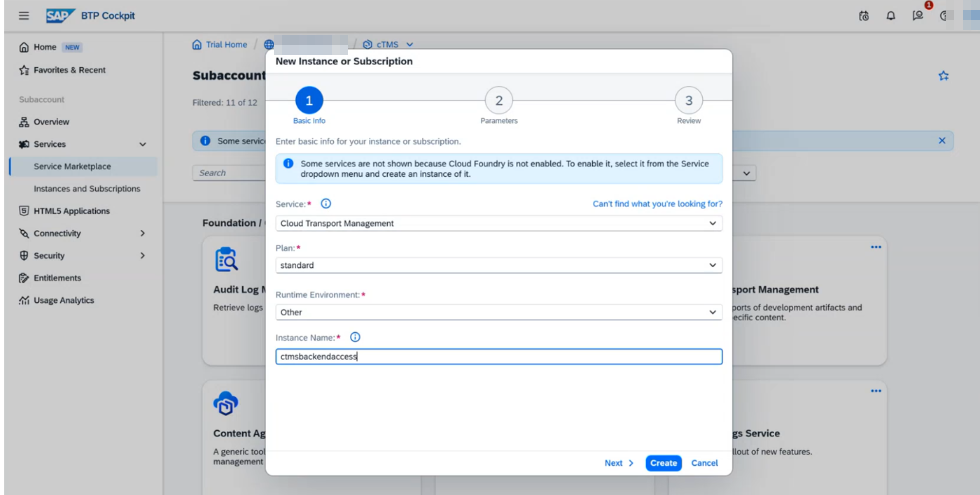 SAP BTP Cockpit
1
Home NEW
Favorites & Recent
Subaccount
Overview
Services
Service Marketplace
Instances and Subscriptions
HTML5 Applications
Connectivity
Security
Entitlements
Usage Analytics
Trial Home / / cTMS
Subaccount
Filtered: 11 of 12
Some servic
Search
Foundation /
Audit Log
Retrieve logs
sport Management
ports of development artifacts and
ecific content.
Content Ag
A generic tool
management
gs Service
llout of new features.
New Instance or Subscription
1
2
3
Basic Info
Parameters
Review
Enter basic info for your instance or subscription.
Some services are not shown because Cloud Foundry is not enabled. To enable it, select it from the Service
dropdown menu and create an instance of it.
Service:*
Can't find what you're looking for?
Cloud Transport Management
Plan:*
standard
Runtime Environment:*
Other
Instance Name:*
ctmsbackendaccess
Next
Create
Cancel